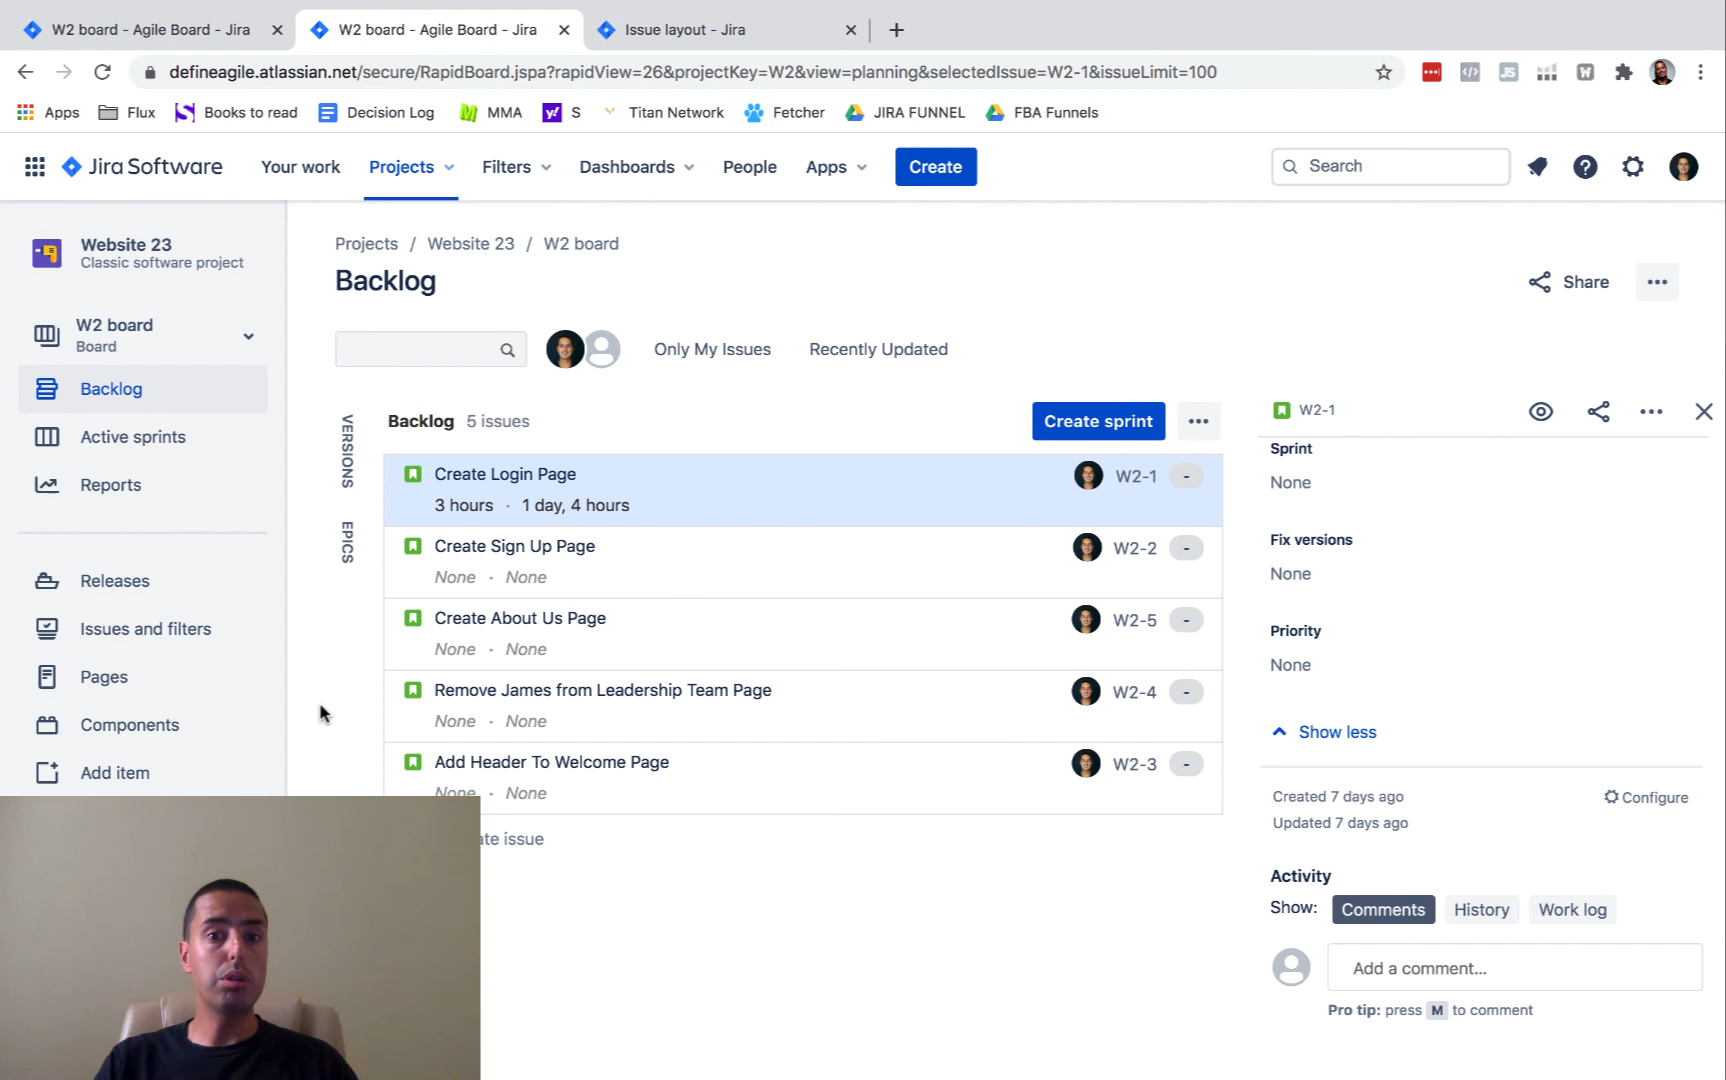 W2 board - Agile Board - Jira
W2 board - Agile Board - Jira
Issue layout - Jira
defineagile.atlassian.net/secure/RapidBoard.jspa?rapidView=26&projectKey=W2&view=planning&selectedIssue=W2-1&issueLimit=100
Apps Flux Books to read Decision Log MMA S Titan Network Fetcher JIRA FUNNEL FBA Funnels
Jira Software Your work Projects Filters Dashboards People Apps Create Search
Website 23
Classic software project
W2 board
Board
Backlog
Active sprints
Reports
Releases
Issues and filters
Pages
Components
Add item
Projects / Website 23 / W2 board
Backlog
Share
Only My Issues Recently Updated
VERSIONS
EPICS
Backlog 5 issues Create sprint
Create Login Page W2-1 -
3 hours · 1 day, 4 hours
Create Sign Up Page W2-2 -
None · None
Create About Us Page W2-5 -
None · None
Remove James from Leadership Team Page W2-4 -
None · None
Add Header To Welcome Page W2-3 -
None · None
ate issue
W2-1
Sprint
None
Fix versions
None
Priority
None
Show less
Created 7 days ago Configure
Updated 7 days ago
Activity
Show: Comments History Work log
Add a comment...
Pro tip: press M to comment